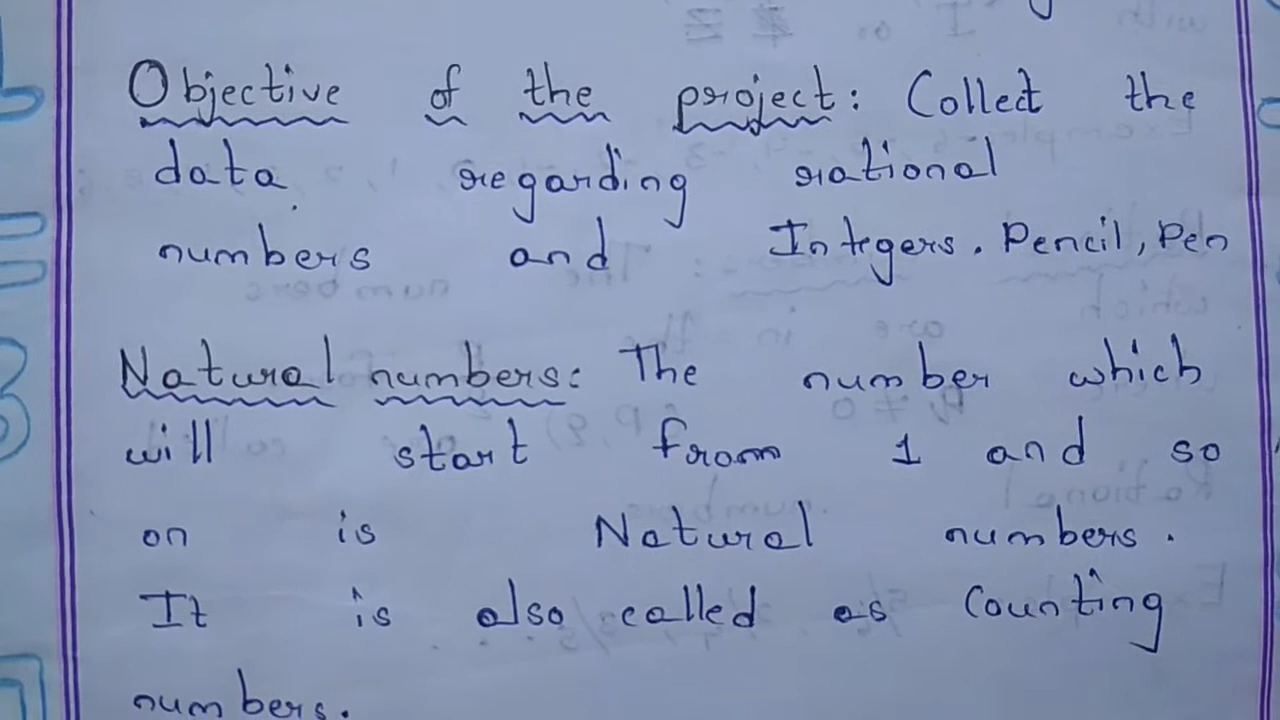 Objective of the project: Collect the
data regarding rational
numbers and Integers. Pencil, Pen
Natural numbers: The number which
will start from 1 and so
on is Natural numbers.
It is also called as Counting
numbers.